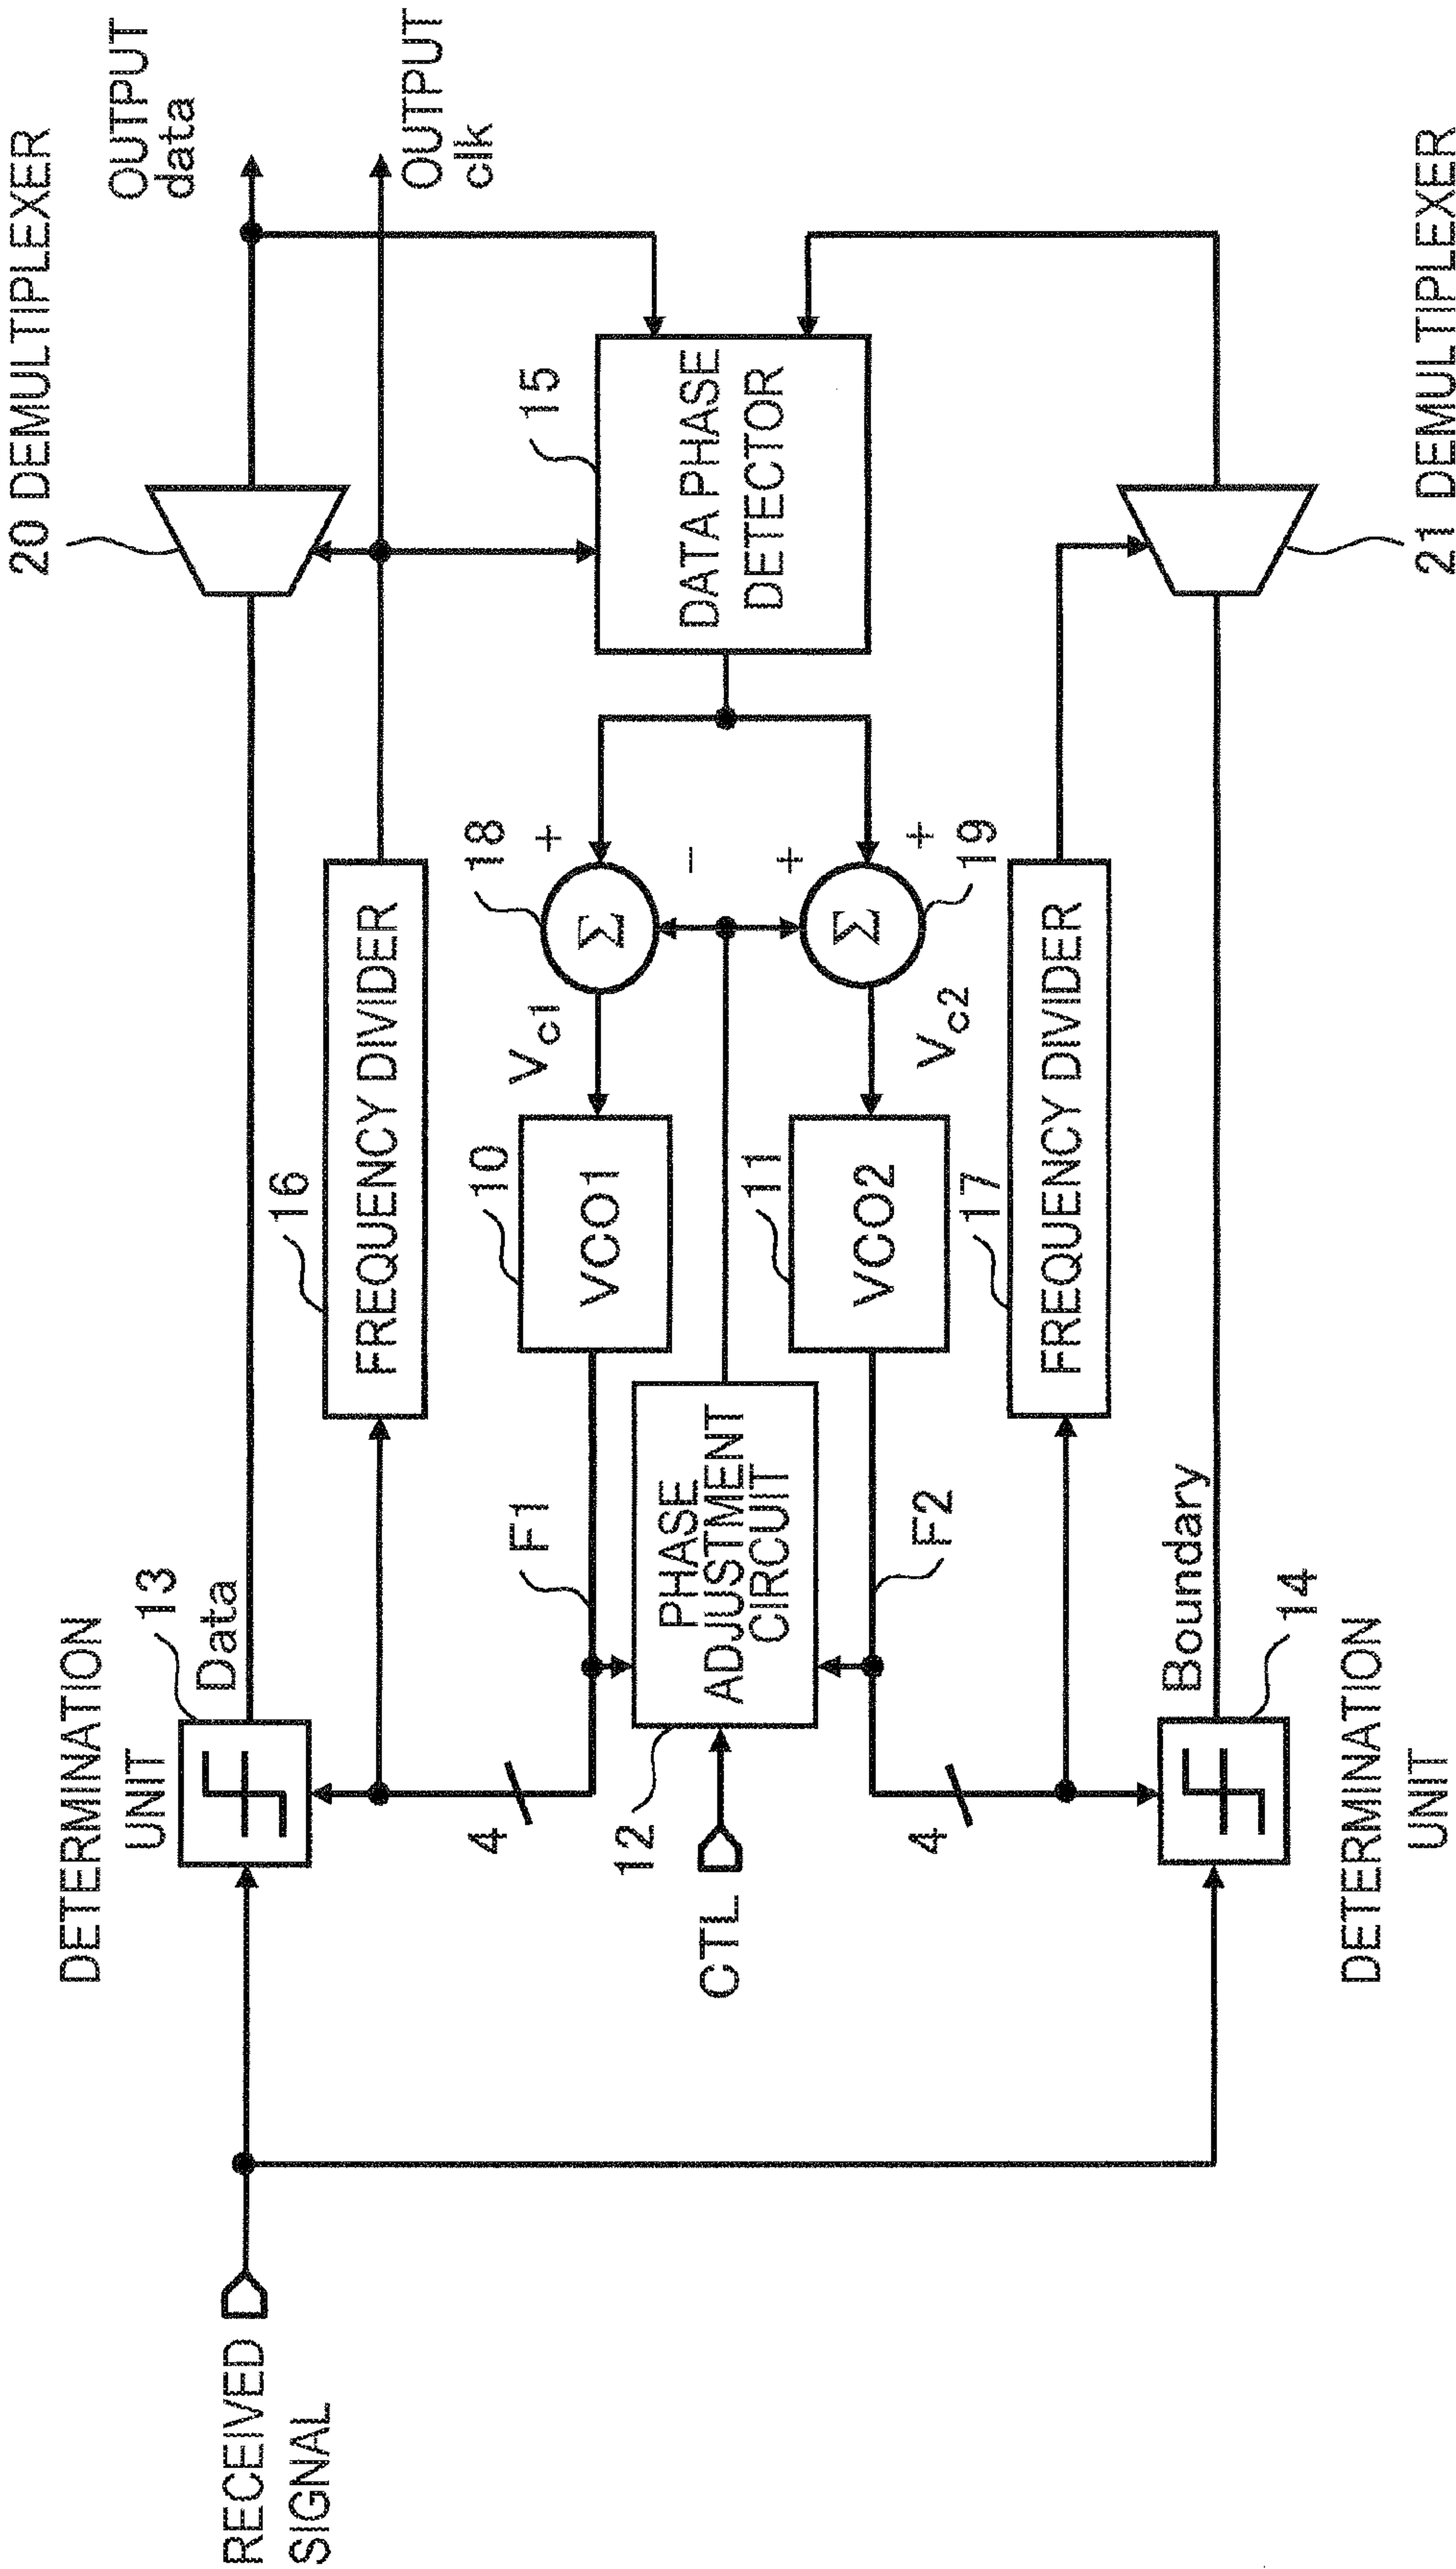 20 DEMULTIPLEXER
OUTPUT
data
OUTPUT
clk
DETERMINATION
UNIT
13
Data
16
FREQUENCY DIVIDER
15
DATA PHASE
DETECTOR
18
+
−
Σ
Vc1
10
VCO1
F1
4
RECEIVED
SIGNAL
CTL
12
PHASE
ADJUSTMENT
CIRCUIT
11
VCO2
Vc2
Σ
+
+
19
F2
4
17
FREQUENCY DIVIDER
Boundary
14
DETERMINATION
UNIT
21 DEMULTIPLEXER